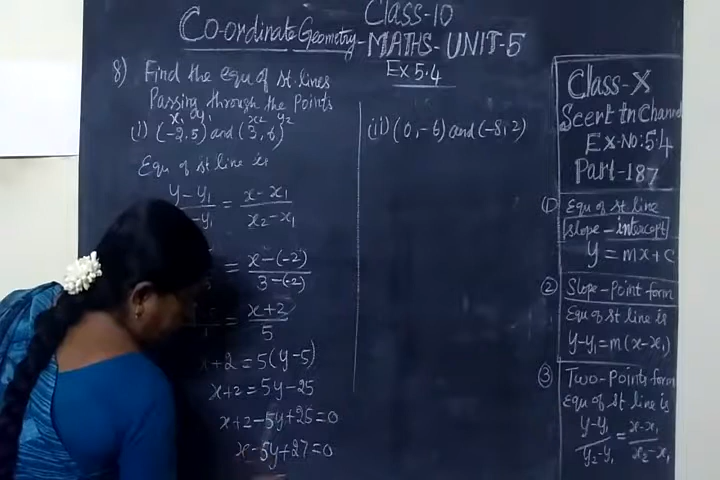 Class-10
Co-ordinate Geometry-MATHS-UNIT-5
Ex 5.4
8) Find the equ of st. lines
Passing through the points
x₁ y₁ x₂ y₂
(i) (-2,5) and (3,6)
Equ of st line is
y-y₁ / -y₁ = x-x₁ / x₂-x₁
= x-(-2) / 3-(-2)
= x+2 / 5
x+2 = 5(y-5)
x+2 = 5y-25
x+2-5y+25=0
x-5y+27=0
(ii) (0,-6) and (-8,2)
Class-X
Scert tn Channel
Ex-No:5.4
Part-187
① Equ of st line
slope-intercept
y = mx+c
② Slope-Point form
Equ of st line is
y-y₁=m(x-x₁)
③ Two-Points form
Equ of st. line is
y-y₁ / y₂-y₁ = x-x₁ / x₂-x₁